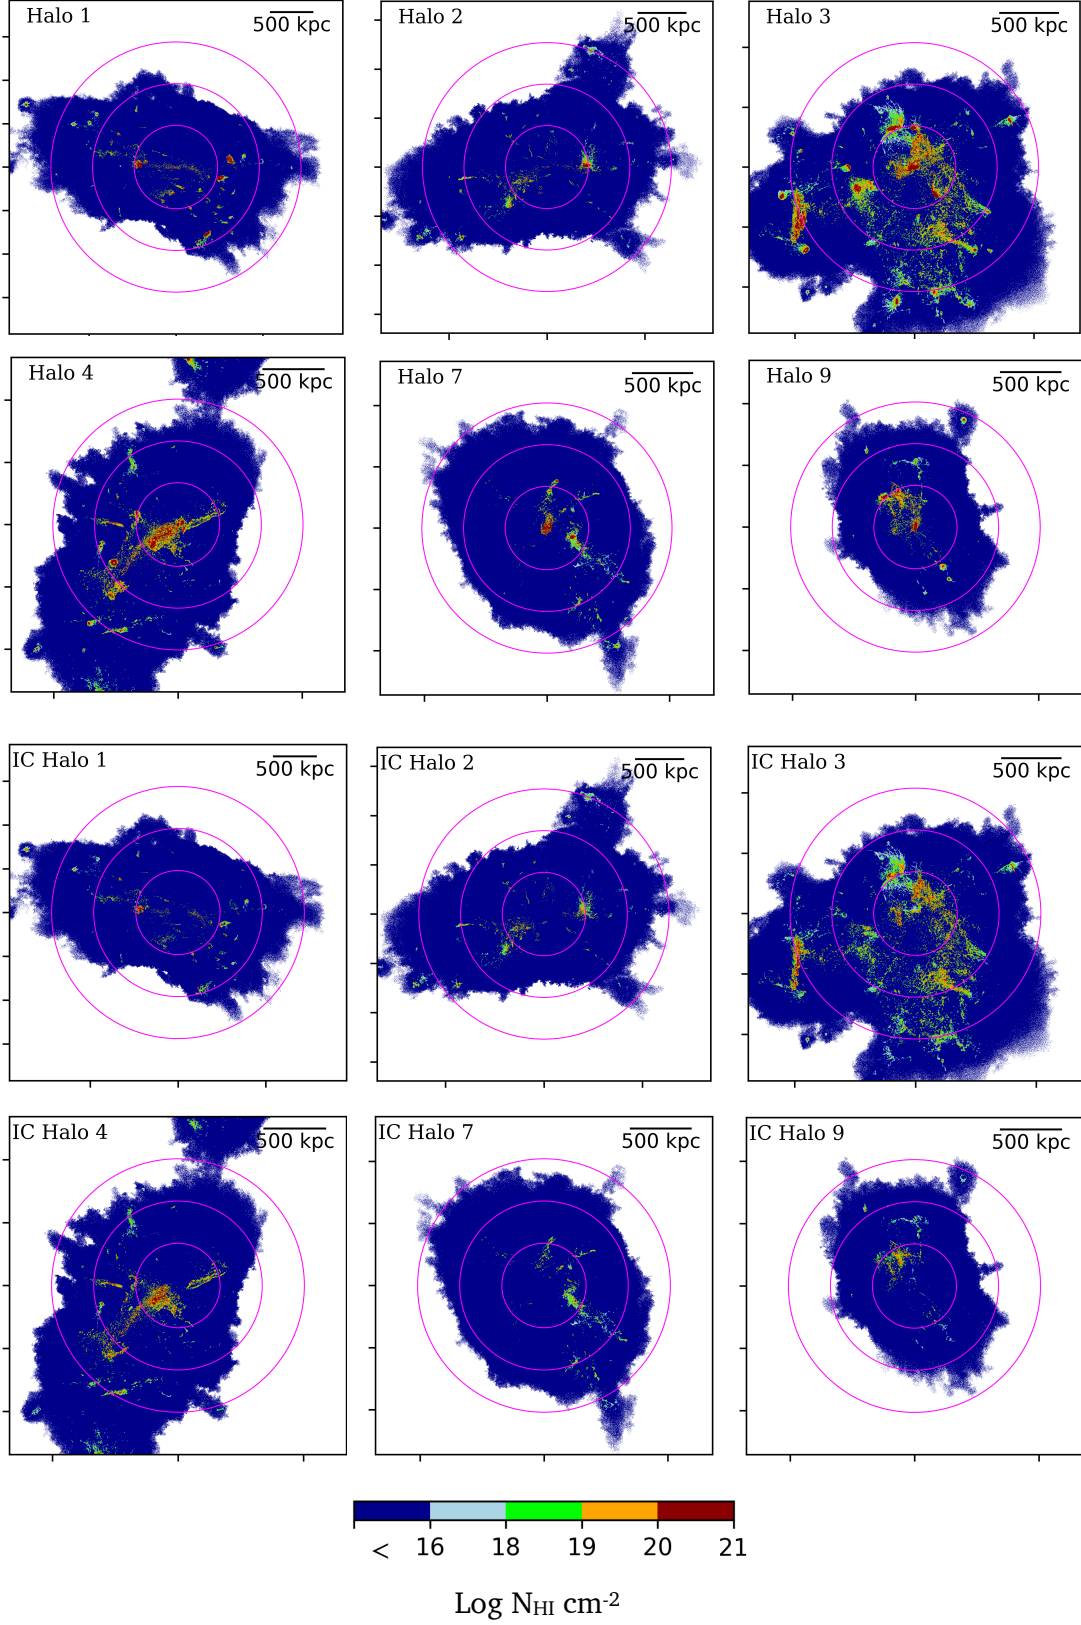 Halo 1
500 kpc
Halo 2
500 kpc
Halo 3
500 kpc
Halo 4
500 kpc
Halo 7
500 kpc
Halo 9
500 kpc
IC Halo 1
500 kpc
IC Halo 2
500 kpc
IC Halo 3
500 kpc
IC Halo 4
500 kpc
IC Halo 7
500 kpc
IC Halo 9
500 kpc
< 16 18 19 20 21
Log NHI cm-2